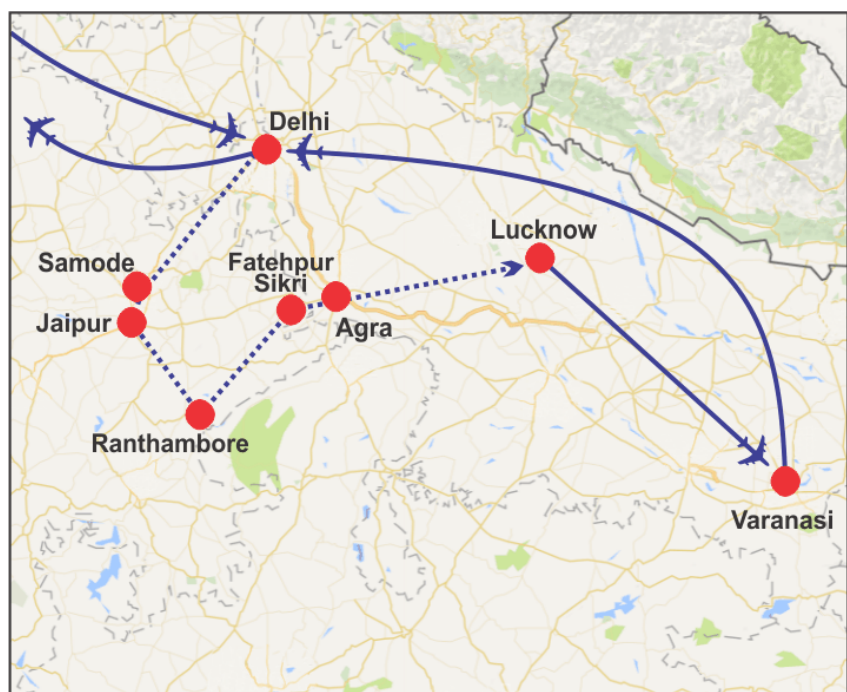 Delhi
Lucknow
Samode
Fatehpur
Sikri
Jaipur
Agra
Ranthambore
Varanasi